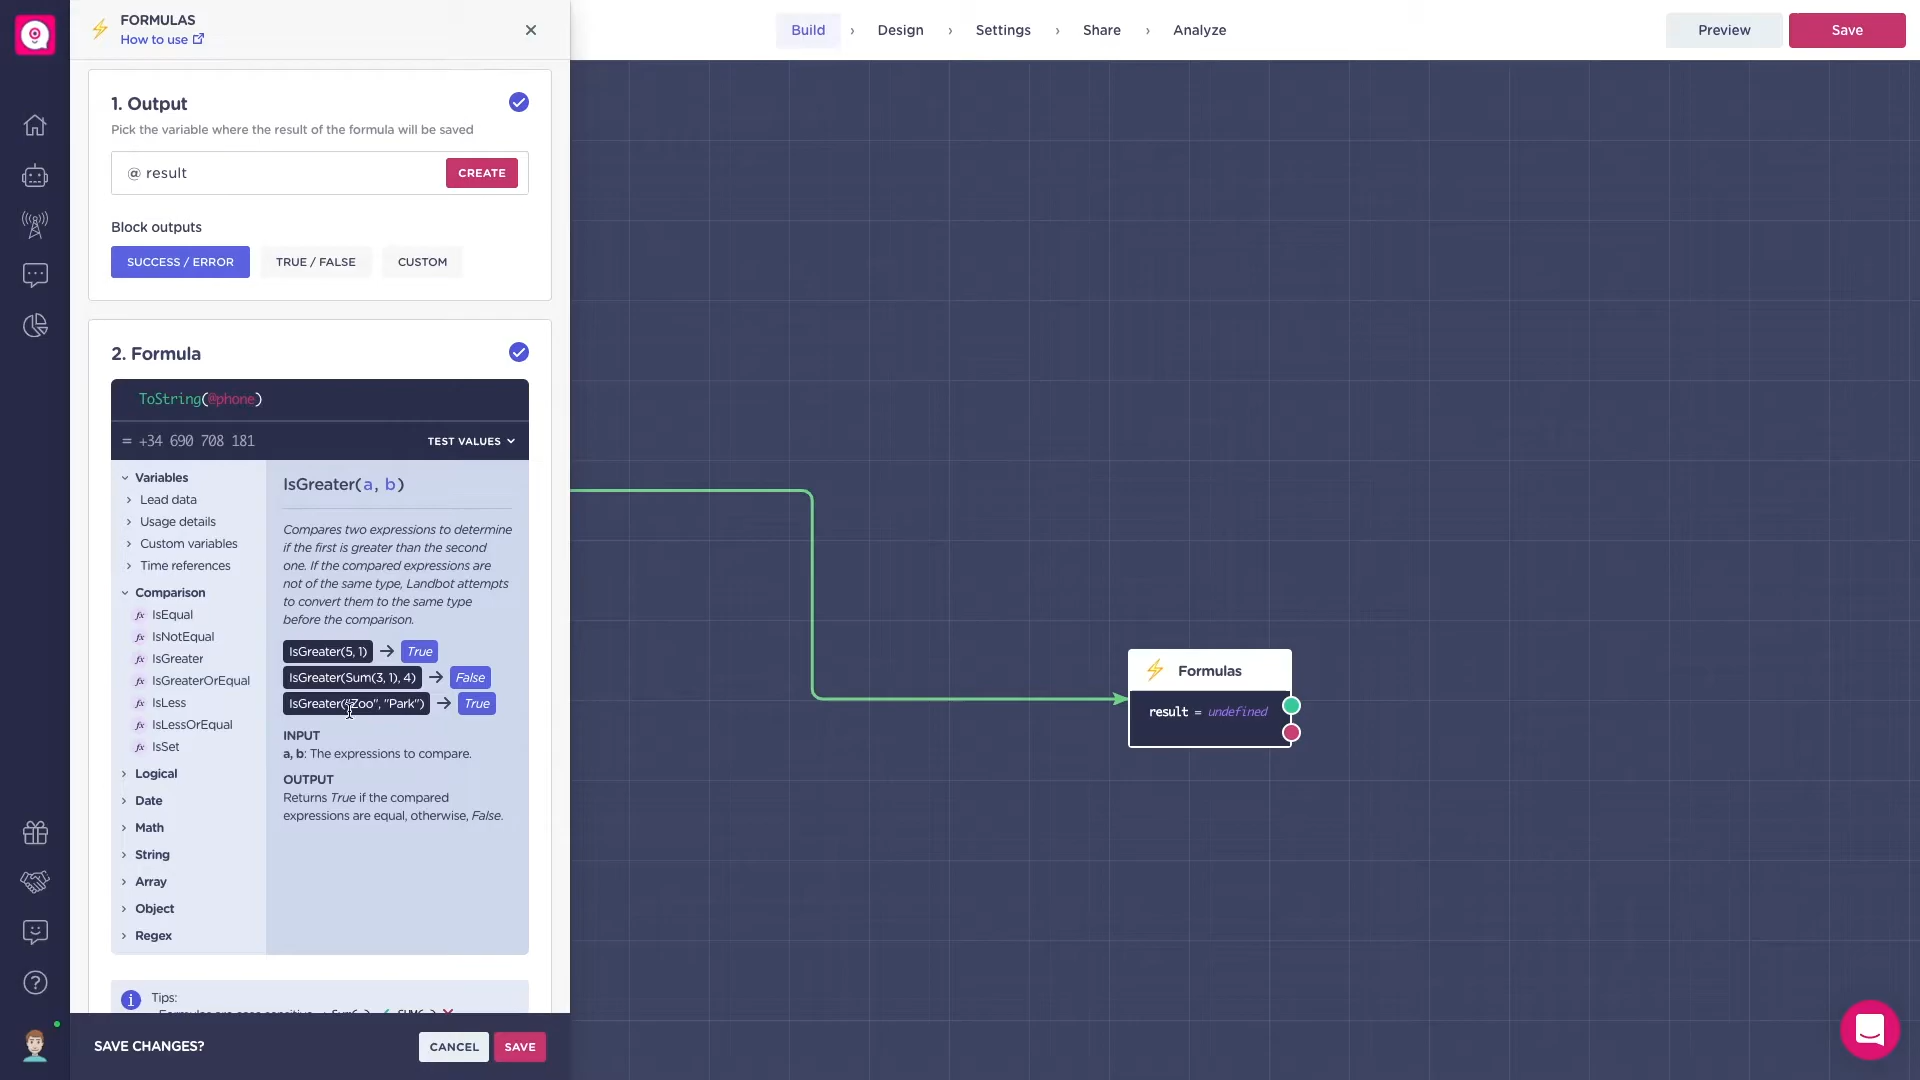 FORMULAS
How to use
Build
Design
Settings
Share
Analyze
Preview
Save
1. Output
Pick the variable where the result of the formula will be saved
@ result
CREATE
Block outputs
SUCCESS / ERROR
TRUE / FALSE
CUSTOM
2. Formula
ToString(@phone)
= +34 690 708 181
TEST VALUES
Variables
Lead data
Usage details
Custom variables
Time references
Comparison
fx IsEqual
fx IsNotEqual
fx IsGreater
fx IsGreaterOrEqual
fx IsLess
fx IsLessOrEqual
fx IsSet
Logical
Date
Math
String
Array
Object
Regex
IsGreater(a, b)
Compares two expressions to determine
if the first is greater than the second
one. If the compared expressions are
not of the same type, Landbot attempts
to convert them to the same type
before the comparison.
IsGreater(5, 1) → True
IsGreater(Sum(3, 1), 4) → False
IsGreater("Zoo", "Park") → True
INPUT
a, b: The expressions to compare.
OUTPUT
Returns True if the compared
expressions are equal, otherwise, False.
Tips:
SAVE CHANGES?
CANCEL
SAVE
Formulas
result = undefined